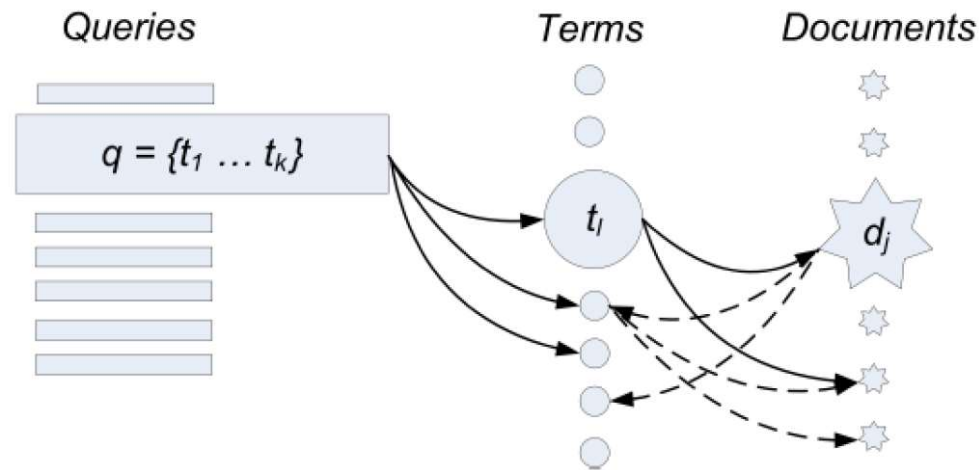 Queries
Terms
Documents
q = {t₁ … tₖ}
tₗ
dⱼ